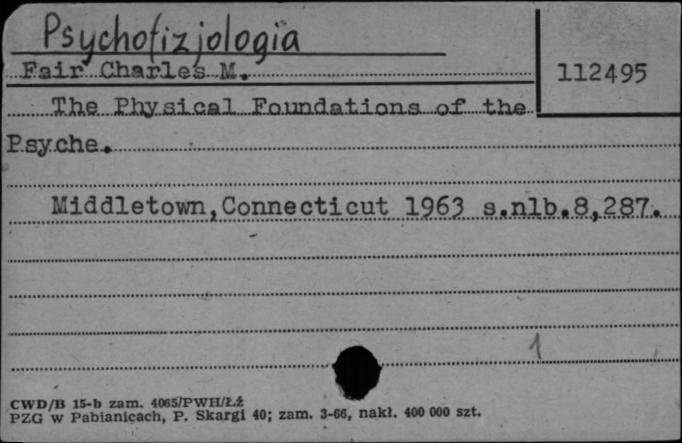 Psychofizjologia
Fair Charles M.
112495
The Physical Foundations of the
Psyche.
Middletown,Connecticut 1963 s.nlb.8,287.
1
CWD/B 15-b zam. 4065/PWH/Łź
PZG w Pabianicach, P. Skargi 40; zam. 3-66, nakł. 400 000 szt.